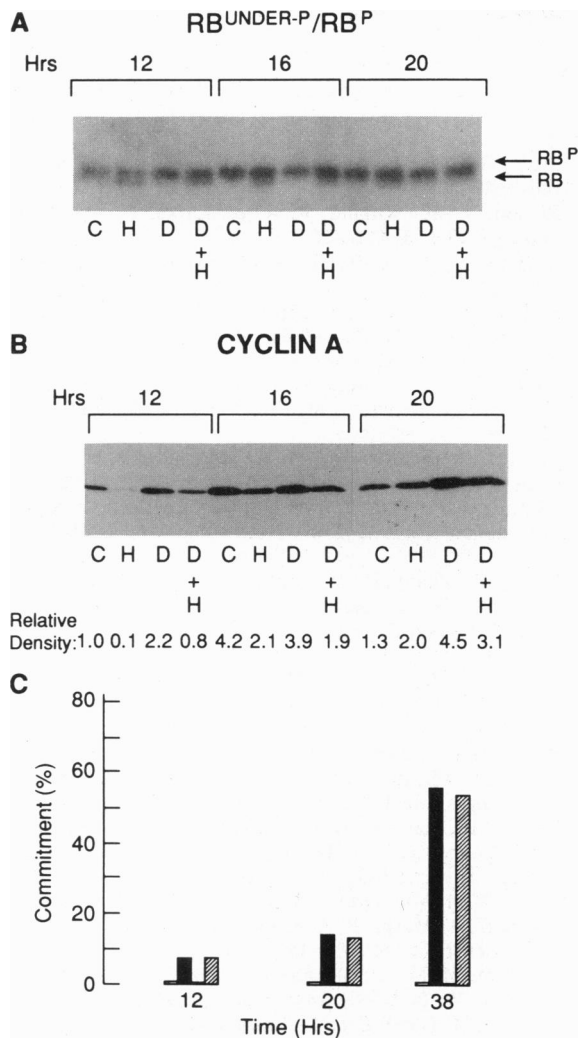 A
RB^UNDER-P/RB^P
Hrs 12 16 20
RB^P
RB
C H D D + H C H D D + H C H D D + H
B
CYCLIN A
Hrs 12 16 20
C H D D + H C H D D + H C H D D + H
Relative
Density: 1.0 0.1 2.2 0.8 4.2 2.1 3.9 1.9 1.3 2.0 4.5 3.1
C
80
60
40
20
0
Commitment (%)
12 20 38
Time (Hrs)